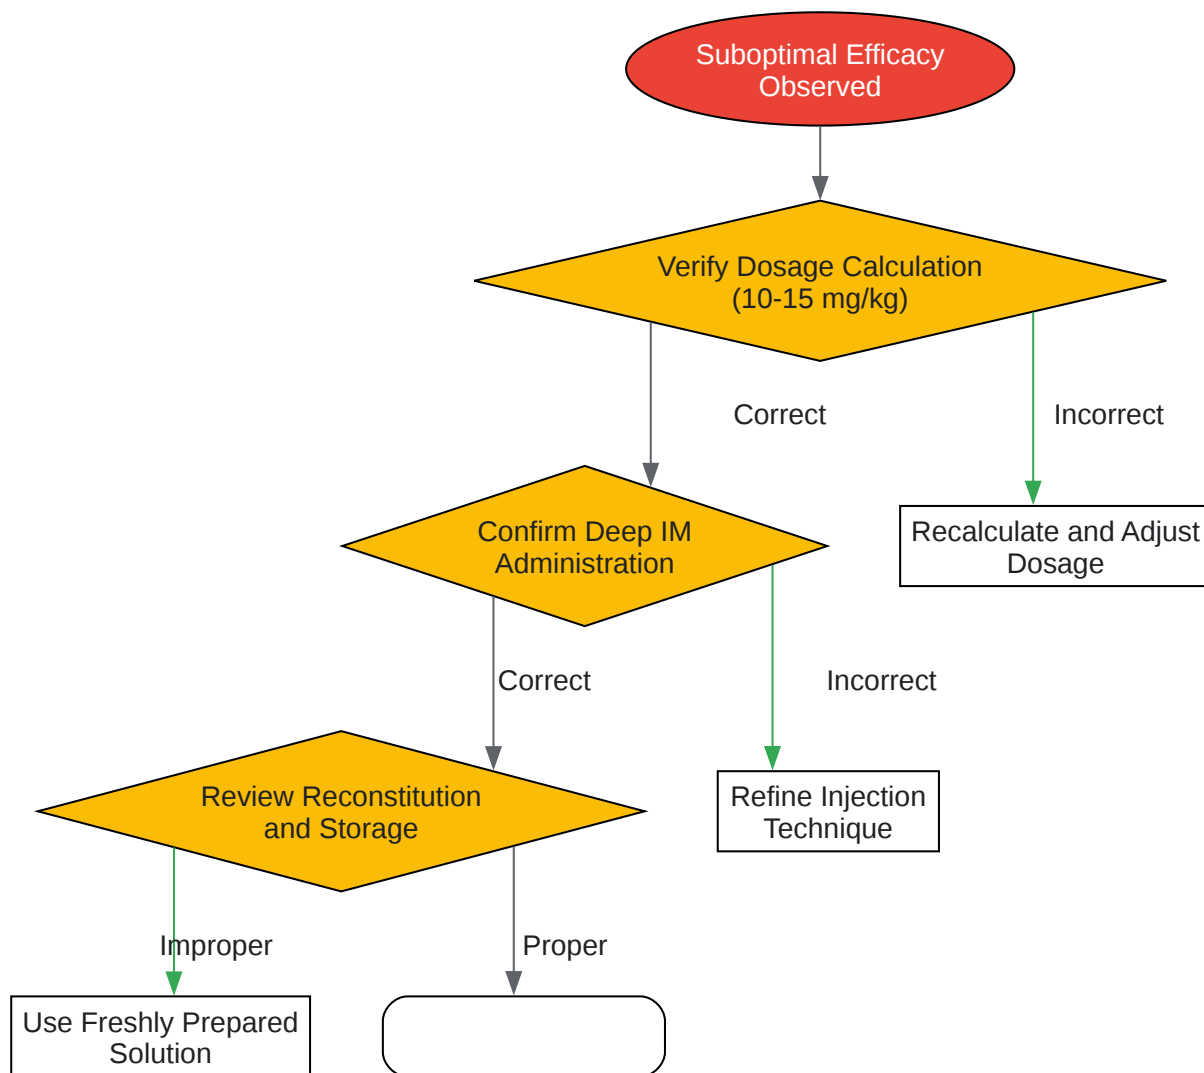 Suboptimal Efficacy
Observed
Verify Dosage Calculation
(10-15 mg/kg)
Correct
Incorrect
Confirm Deep IM
Administration
Recalculate and Adjust
Dosage
Correct
Incorrect
Review Reconstitution
and Storage
Refine Injection
Technique
Improper
Proper
Use Freshly Prepared
Solution